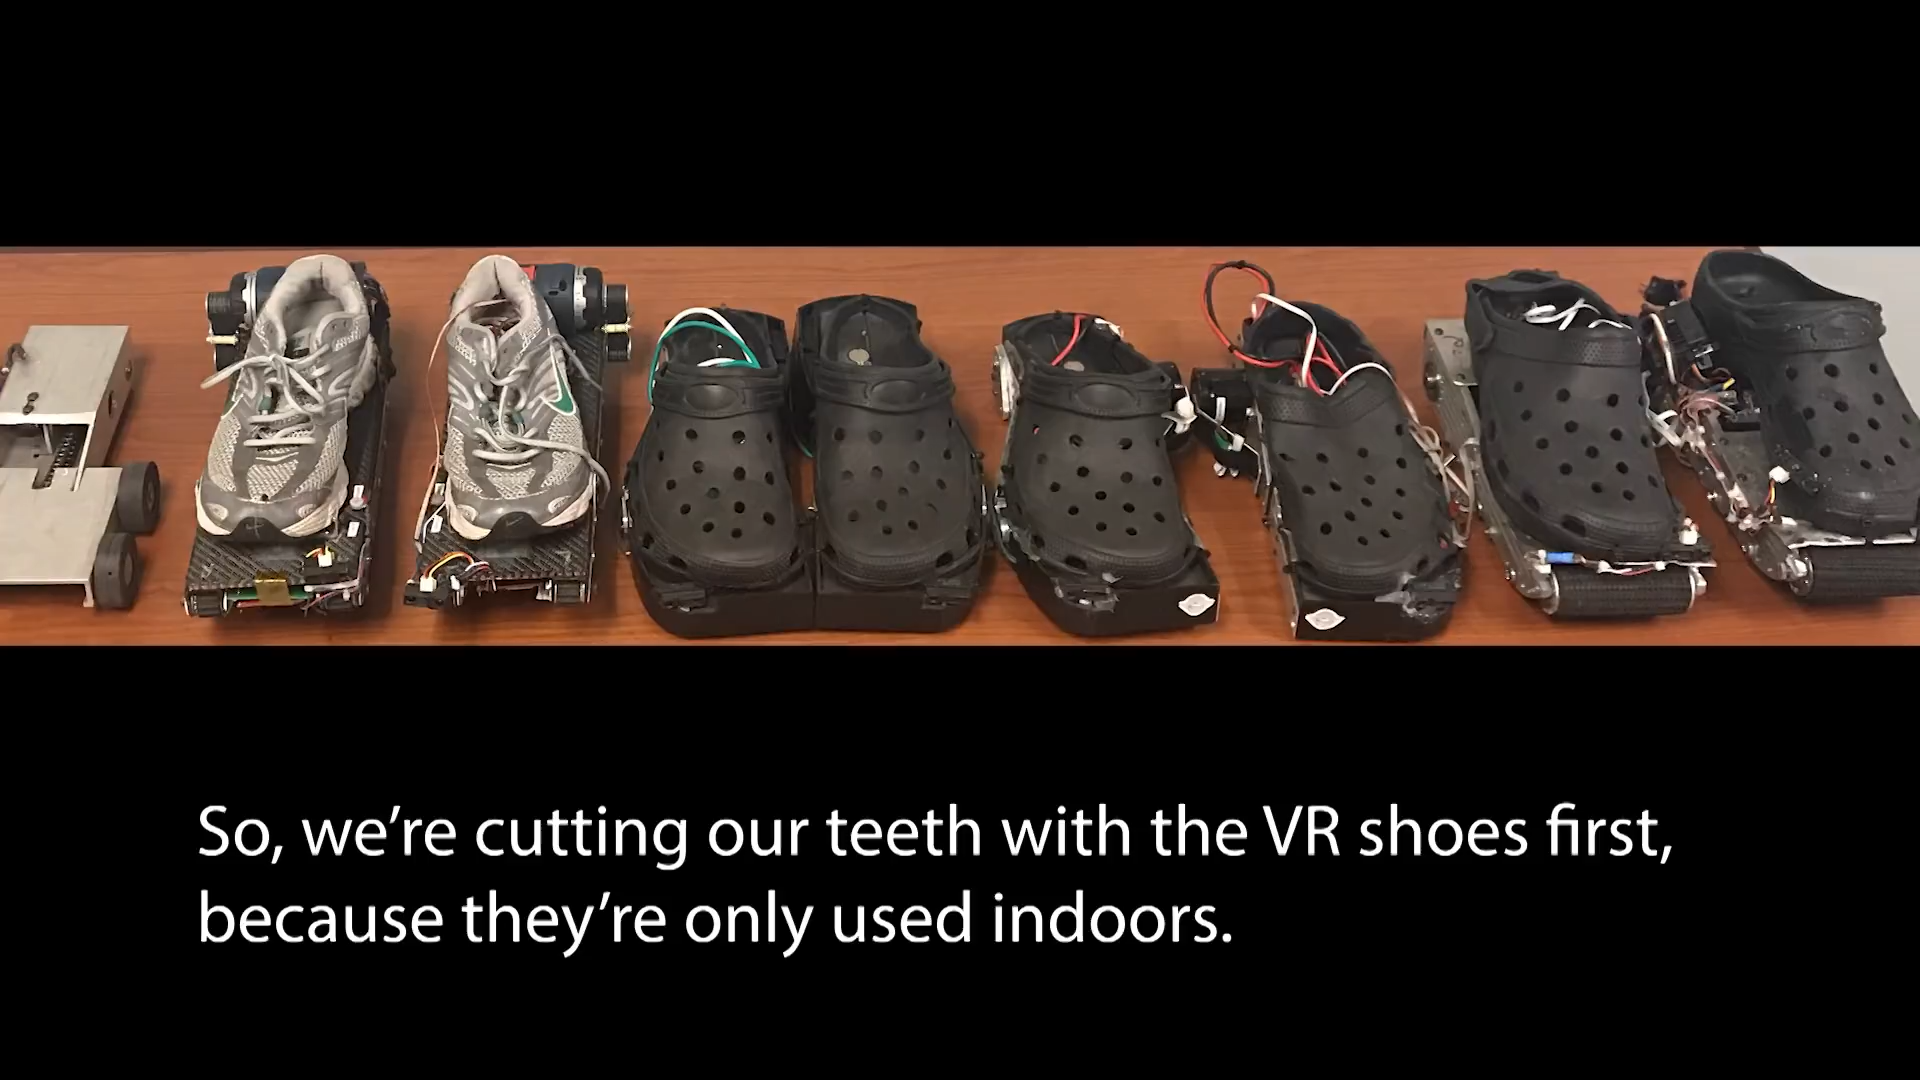 So, we’re cutting our teeth with the VR shoes first,
because they’re only used indoors.